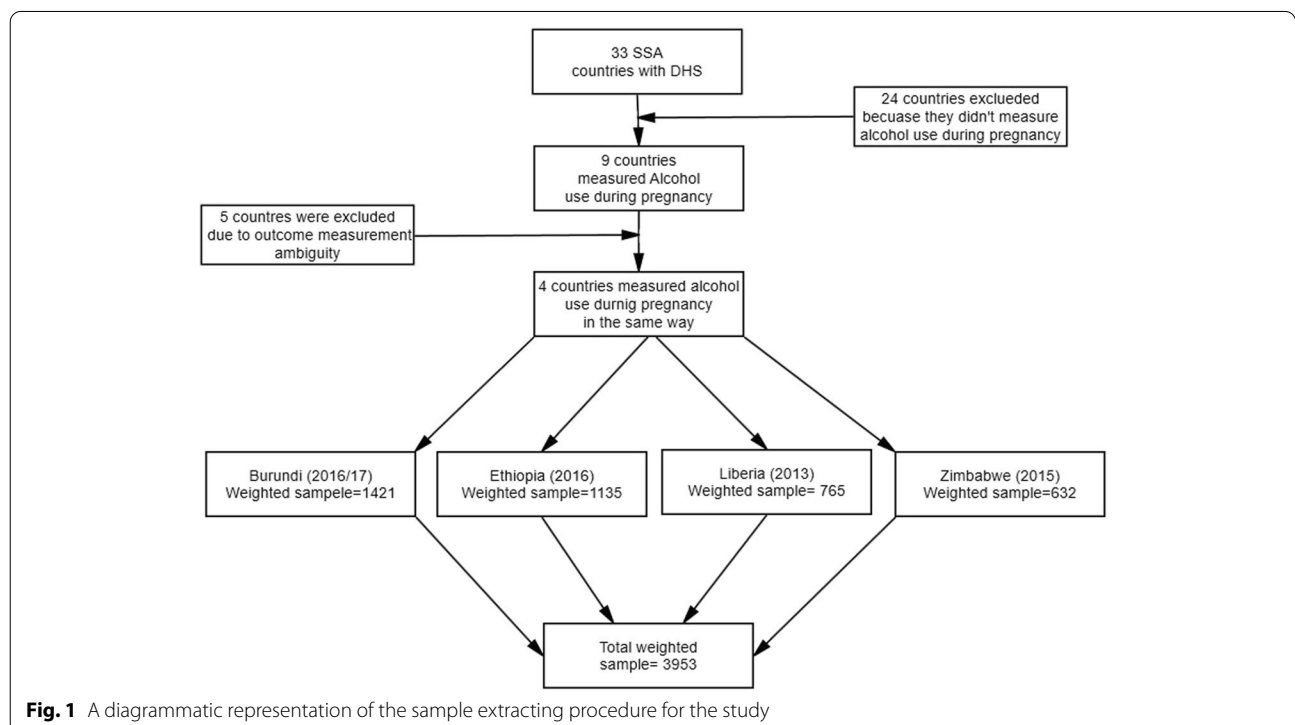 33 SSA
countries with DHS
24 countries exclueded
becuase they didn't measure
alcohol use during pregnancy
9 countries
measured Alcohol
use during pregnancy
5 countres were excluded
due to outcome measurement
ambiguity
4 countries measured alcohol
use durnig pregnancy
in the same way
Burundi (2016/17)
Weighted sampele=1421
Ethiopia (2016)
Weighted sample=1135
Liberia (2013)
Weighted sample= 765
Zimbabwe (2015)
Weighted sample=632
Total weighted
sample= 3953
Fig. 1 A diagrammatic representation of the sample extracting procedure for the study